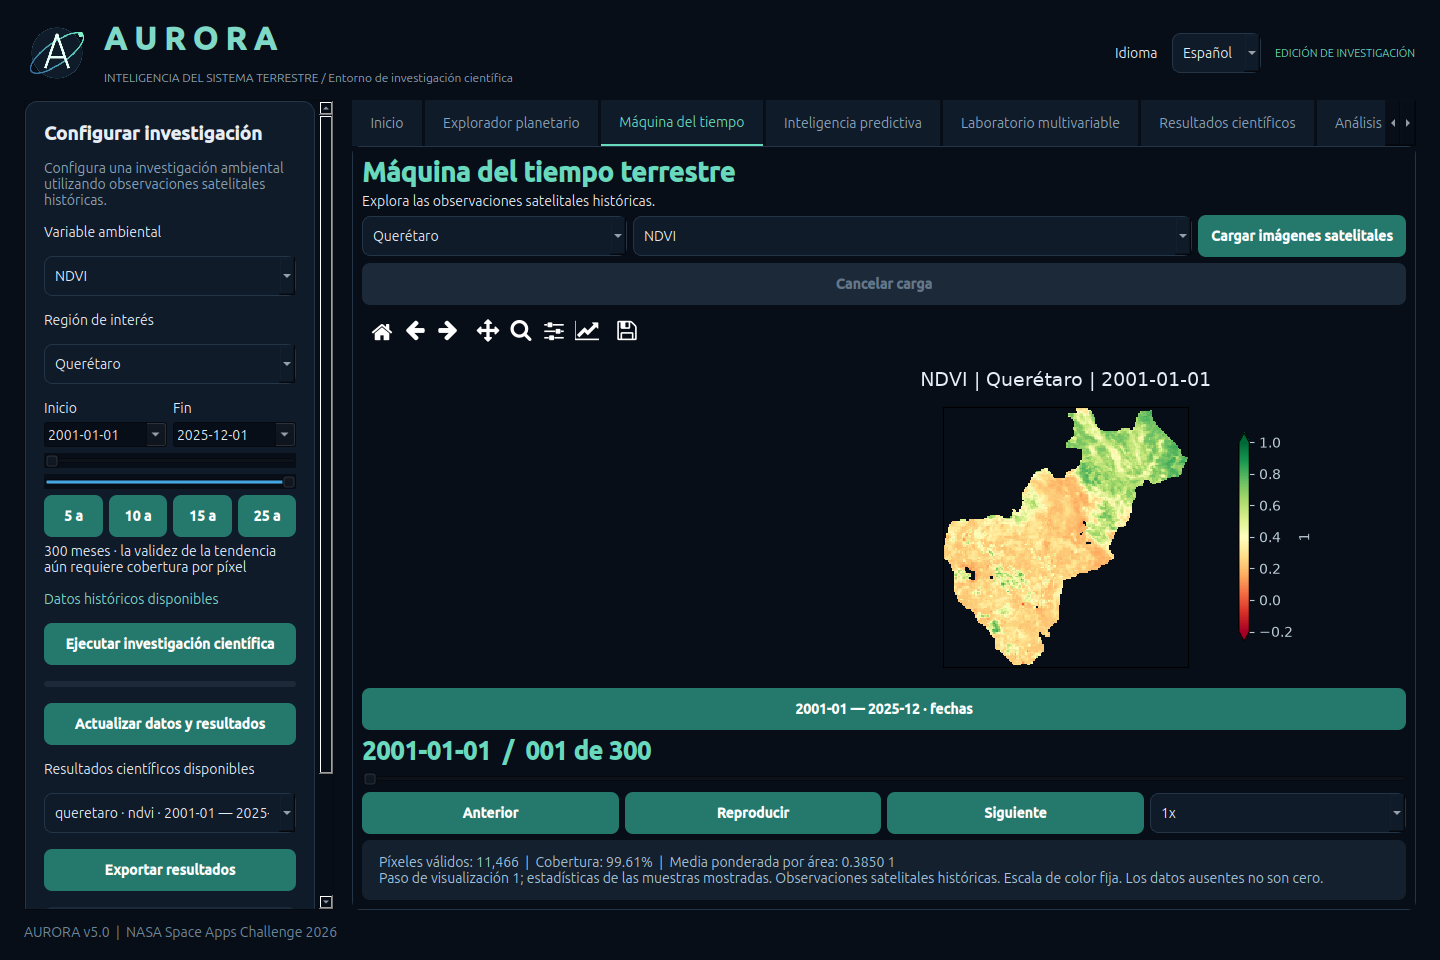 AURORA
INTELIGENCIA DEL SISTEMA TERRESTRE / Entorno de investigación científica
Idioma
Español
EDICIÓN DE INVESTIGACIÓN
Configurar investigación
Configura una investigación ambiental
utilizando observaciones satelitales
históricas.
Variable ambiental
NDVI
Región de interés
Querétaro
Inicio
Fin
2001-01-01
2025-12-01
5 a
10 a
15 a
25 a
300 meses · la validez de la tendencia
aún requiere cobertura por píxel
Datos históricos disponibles
Ejecutar investigación científica
Actualizar datos y resultados
Resultados científicos disponibles
queretaro · ndvi · 2001-01 — 2025-
Exportar resultados
Inicio
Explorador planetario
Máquina del tiempo
Inteligencia predictiva
Laboratorio multivariable
Resultados científicos
Análisis
Máquina del tiempo terrestre
Explora las observaciones satelitales históricas.
Querétaro
NDVI
Cargar imágenes satelitales
Cancelar carga
NDVI | Querétaro | 2001-01-01
1.0
0.8
0.6
0.4
0.2
0.0
−0.2
1
2001-01 — 2025-12 · fechas
2001-01-01 / 001 de 300
Anterior
Reproducir
Siguiente
1x
Píxeles válidos: 11,466 | Cobertura: 99.61% | Media ponderada por área: 0.3850 1
Paso de visualización 1; estadísticas de las muestras mostradas. Observaciones satelitales históricas. Escala de color fija. Los datos ausentes no son cero.
AURORA v5.0 | NASA Space Apps Challenge 2026